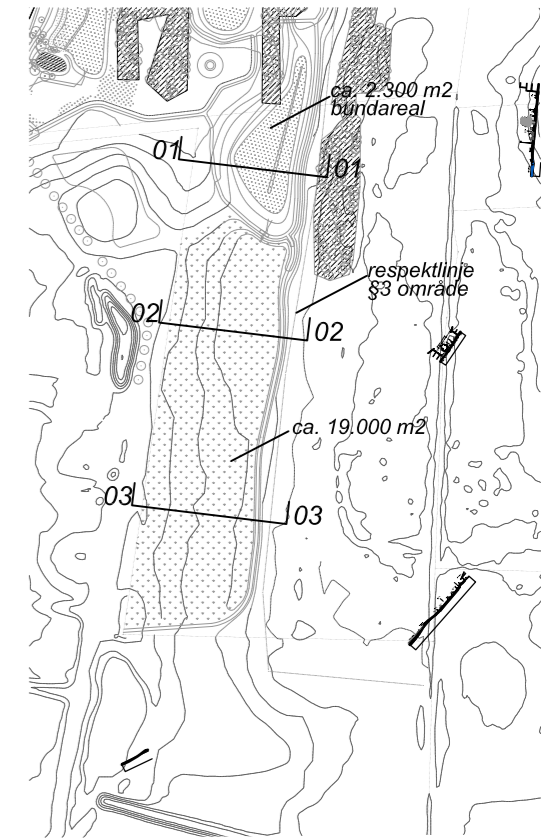 ca. 2.300 m2
bundareal
01 01
respektlinje
§3 område
02 02
ca. 19.000 m2
03 03